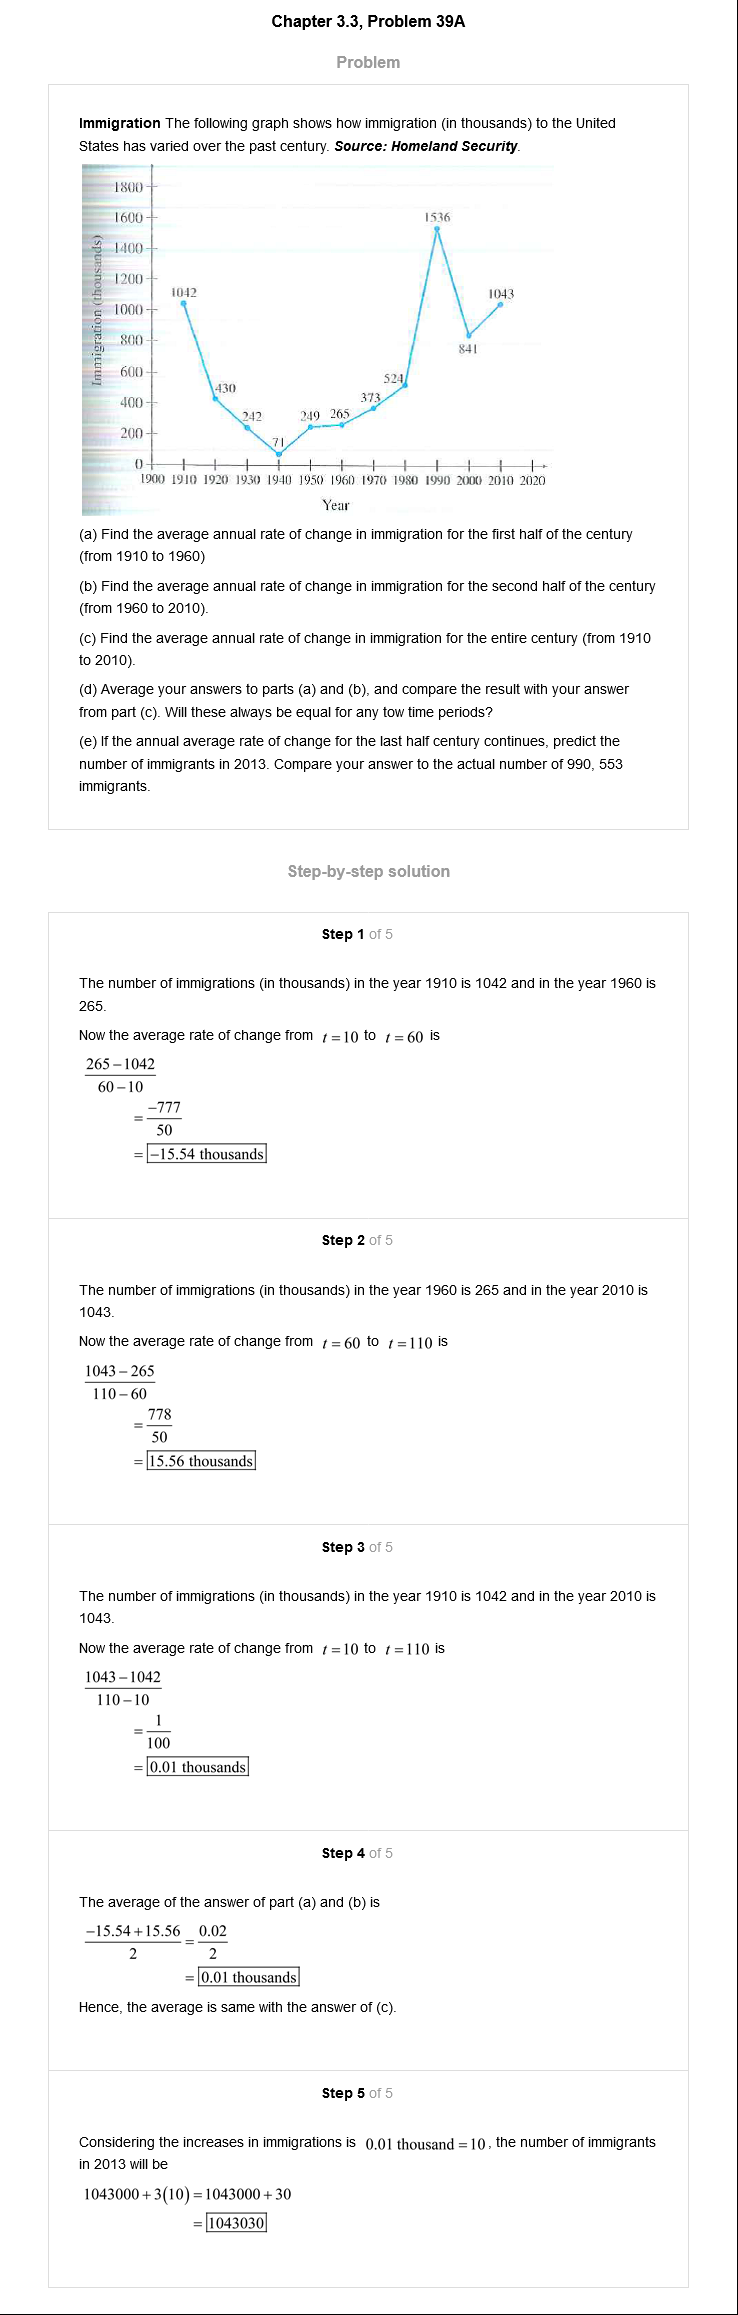 Chapter 3.3, Problem 39A
Problem
Immigration The following graph shows how immigration (in thousands) to the United
States has varied over the past century. Source: Homeland Security.
1800
1600
1400
1200
1000
800
600
400
200
0
Immigration (thousands)
1042
430
242
71
249
265
373
524
1536
841
1043
1900 1910 1920 1930 1940 1950 1960 1970 1980 1990 2000 2010 2020
Year
(a) Find the average annual rate of change in immigration for the first half of the century
(from 1910 to 1960)
(b) Find the average annual rate of change in immigration for the second half of the century
(from 1960 to 2010).
(c) Find the average annual rate of change in immigration for the entire century (from 1910
to 2010).
(d) Average your answers to parts (a) and (b), and compare the result with your answer
from part (c). Will these always be equal for any tow time periods?
(e) If the annual average rate of change for the last half century continues, predict the
number of immigrants in 2013. Compare your answer to the actual number of 990, 553
immigrants.
Step-by-step solution
Step 1 of 5
The number of immigrations (in thousands) in the year 1910 is 1042 and in the year 1960 is
265.
Now the average rate of change from t = 10 to t = 60 is
265 − 1042
60 − 10
= −777
50
= −15.54 thousands
Step 2 of 5
The number of immigrations (in thousands) in the year 1960 is 265 and in the year 2010 is
1043.
Now the average rate of change from t = 60 to t = 110 is
1043 − 265
110 − 60
= 778
50
= 15.56 thousands
Step 3 of 5
The number of immigrations (in thousands) in the year 1910 is 1042 and in the year 2010 is
1043.
Now the average rate of change from t = 10 to t = 110 is
1043 − 1042
110 − 10
= 1
100
= 0.01 thousands
Step 4 of 5
The average of the answer of part (a) and (b) is
−15.54 + 15.56 = 0.02
2 2
= 0.01 thousands
Hence, the average is same with the answer of (c).
Step 5 of 5
Considering the increases in immigrations is 0.01 thousand = 10, the number of immigrants
in 2013 will be
1043000 + 3(10) = 1043000 + 30
= 1043030